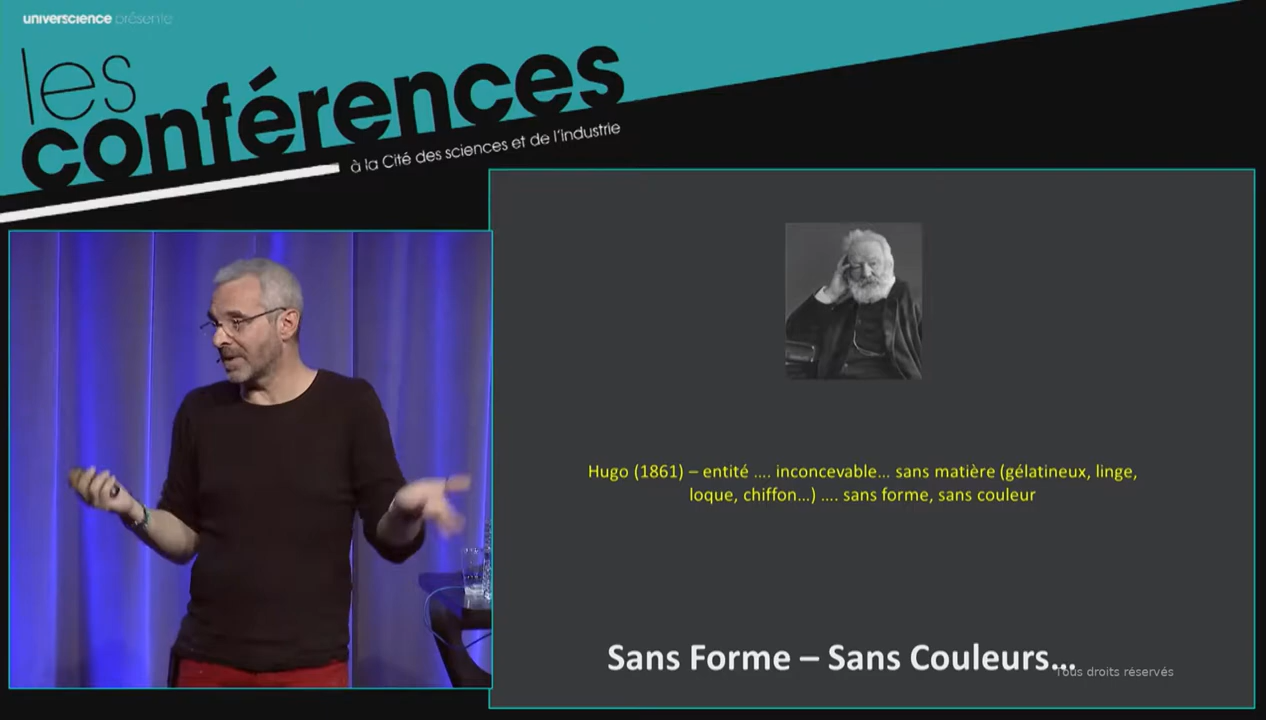 universcience présente
les
conférences
à la Cité des sciences et de l'industrie
Hugo (1861) – entité .... inconcevable... sans matière (gélatineux, linge,
loque, chiffon...) .... sans forme, sans couleur
Sans Forme – Sans Couleurs...
Tous droits réservés